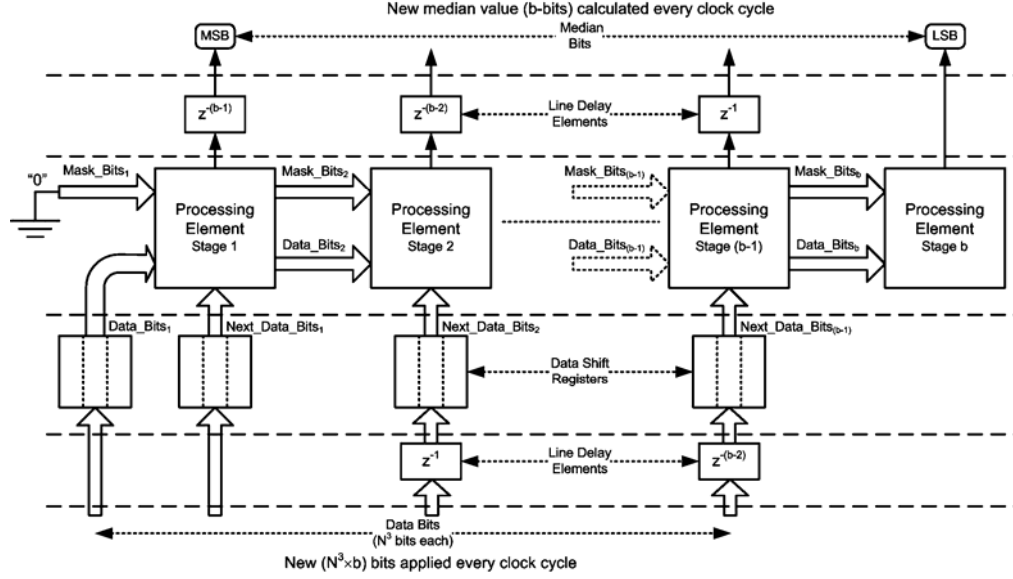 New median value (b-bits) calculated every clock cycle
MSB
Median
Bits
LSB
z-(b-1)
z-(b-2)
Line Delay
Elements
z-1
"0"
Mask_Bits1
Mask_Bits2
Mask_Bits(b-1)
Mask_Bitsb
Processing
Element
Stage 1
Processing
Element
Stage 2
Processing
Element
Stage (b-1)
Processing
Element
Stage b
Data_Bits2
Data_Bits(b-1)
Data_Bitsb
Data_Bits1
Next_Data_Bits1
Next_Data_Bits2
Next_Data_Bits(b-1)
Data Shift
Registers
z-1
Line Delay
Elements
z-(b-2)
Data Bits
(N³ bits each)
New (N³×b) bits applied every clock cycle